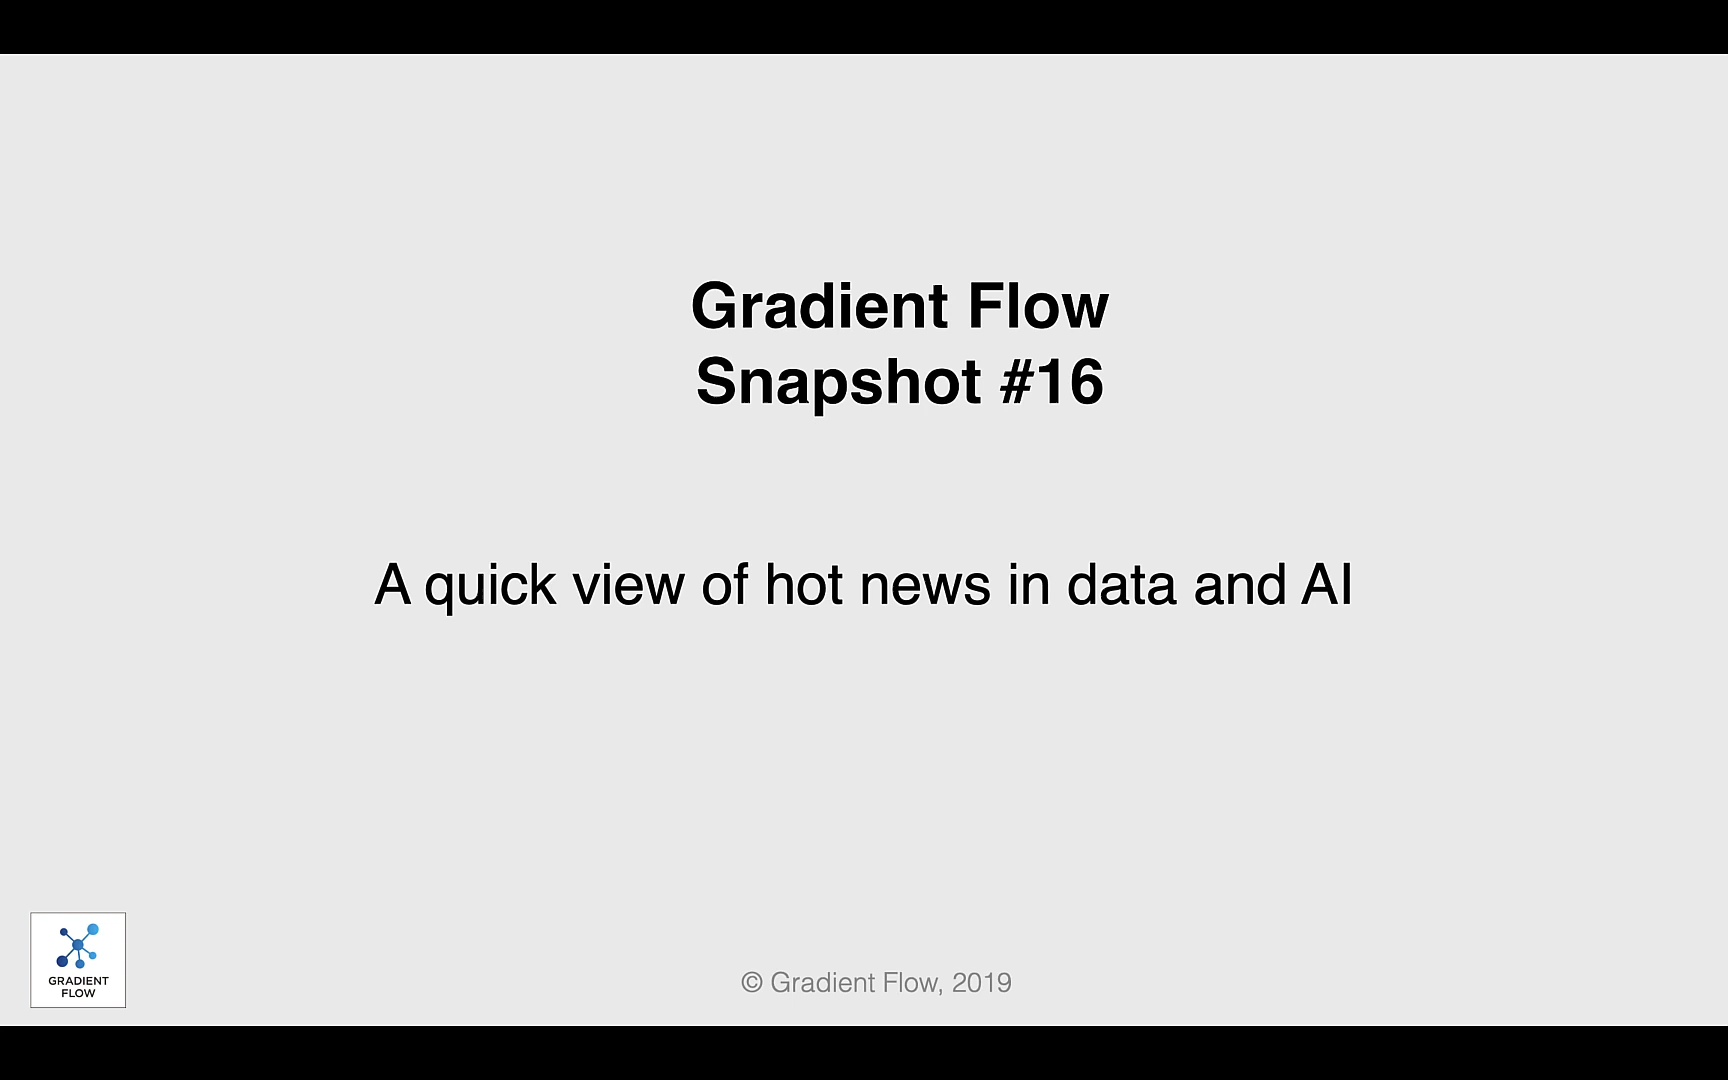 Gradient Flow
Snapshot #16
A quick view of hot news in data and AI
GRADIENT
FLOW
© Gradient Flow, 2019